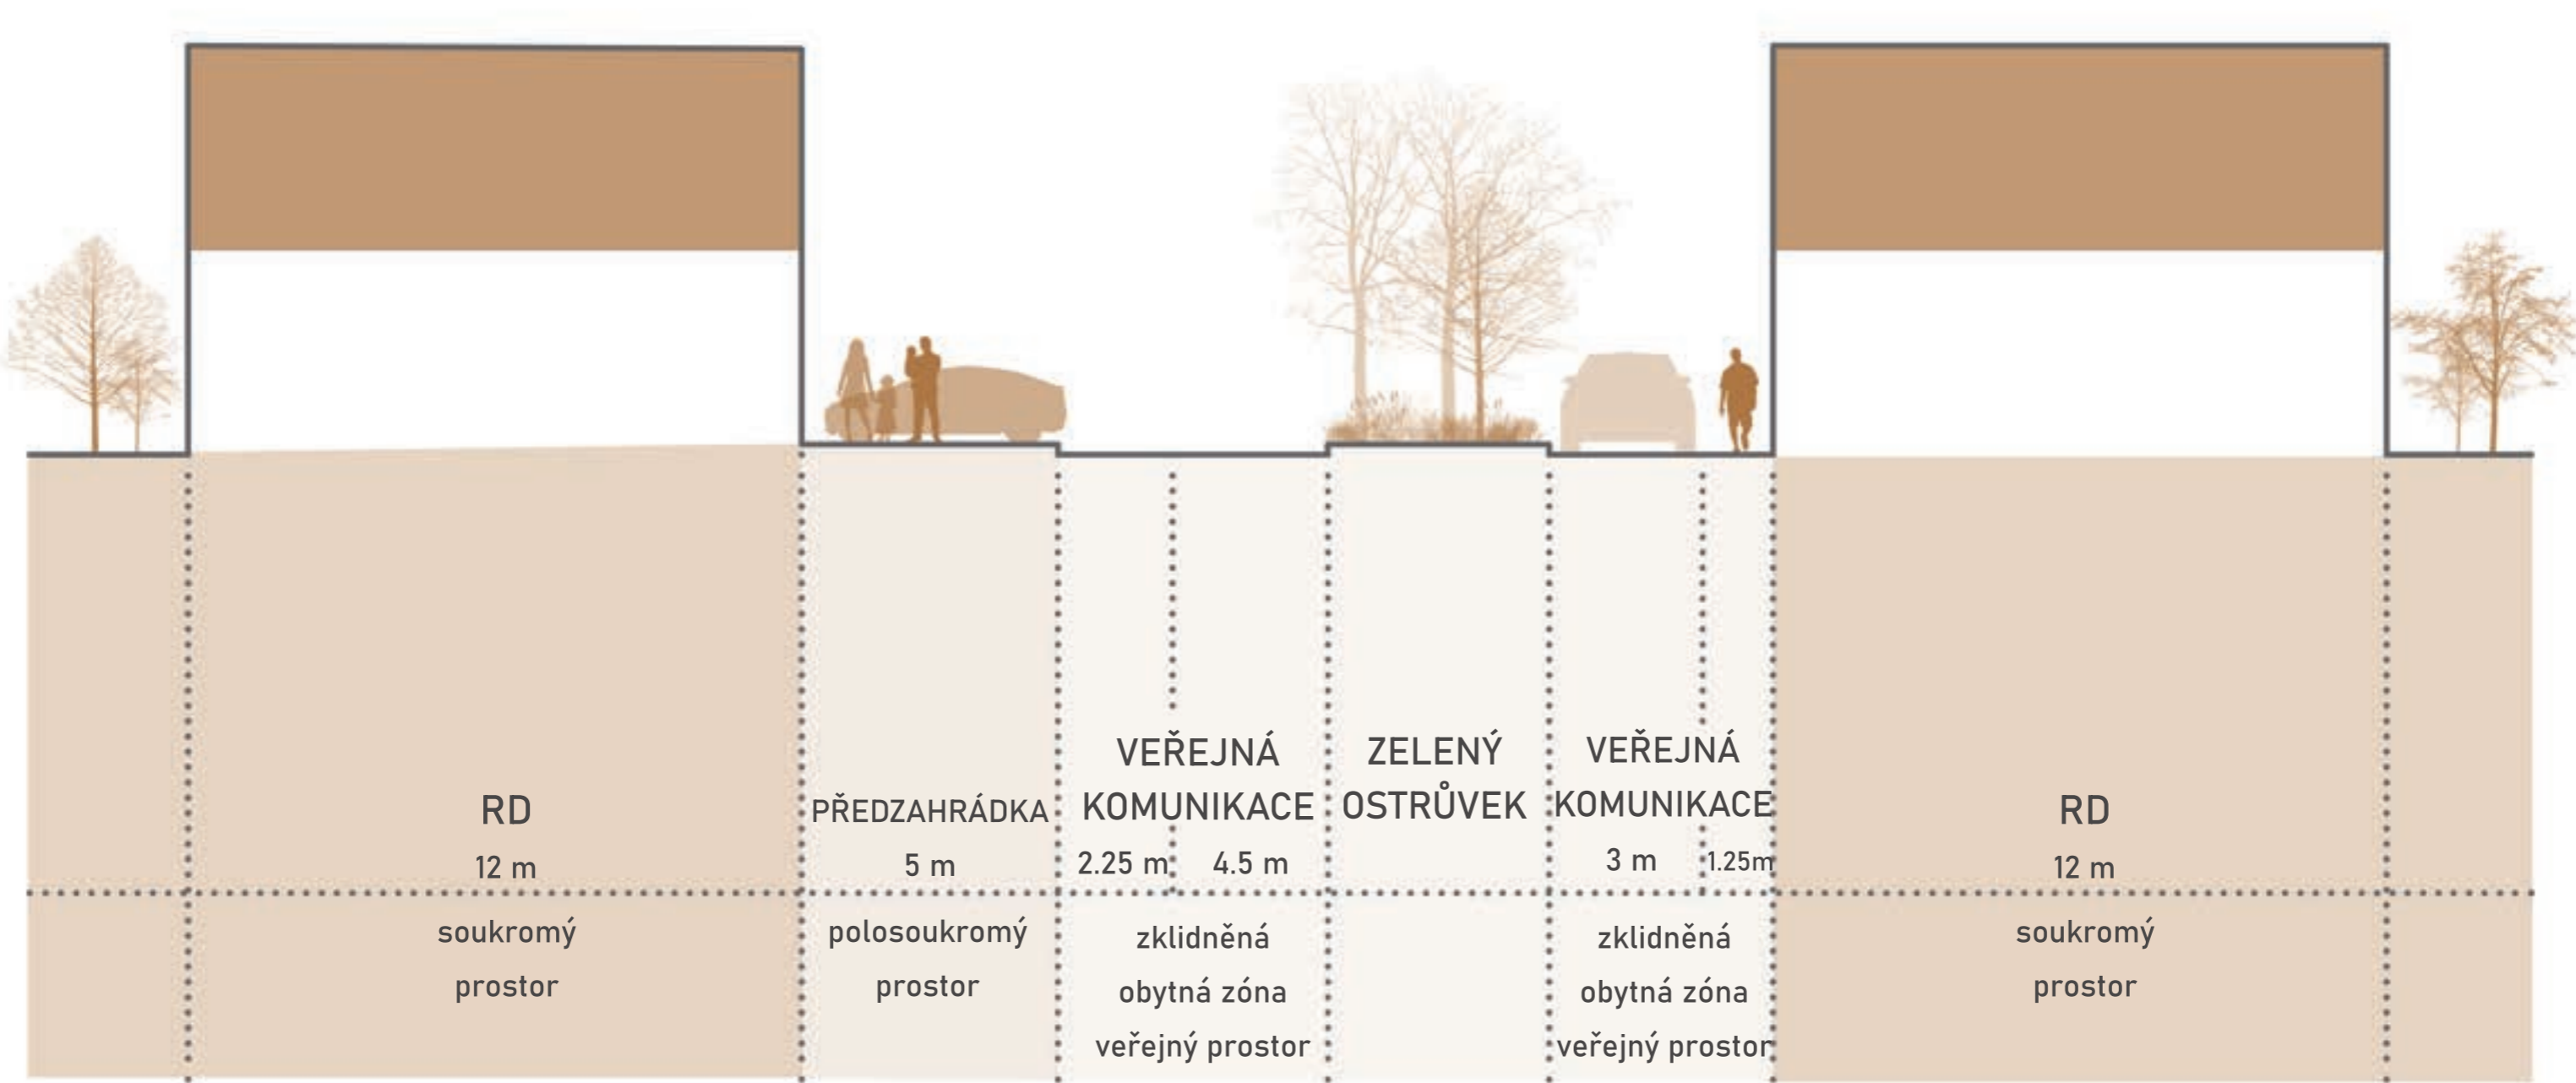 RD
12 m
soukromý
prostor
PŘEDZAHRÁDKA
5 m
polosoukromý
prostor
VEŘEJNÁ
KOMUNIKACE
2.25 m 4.5 m
zklidněná
obytná zóna
veřejný prostor
ZELENÝ
OSTRŮVEK
VEŘEJNÁ
KOMUNIKACE
3 m 1.25m
zklidněná
obytná zóna
veřejný prostor
RD
12 m
soukromý
prostor